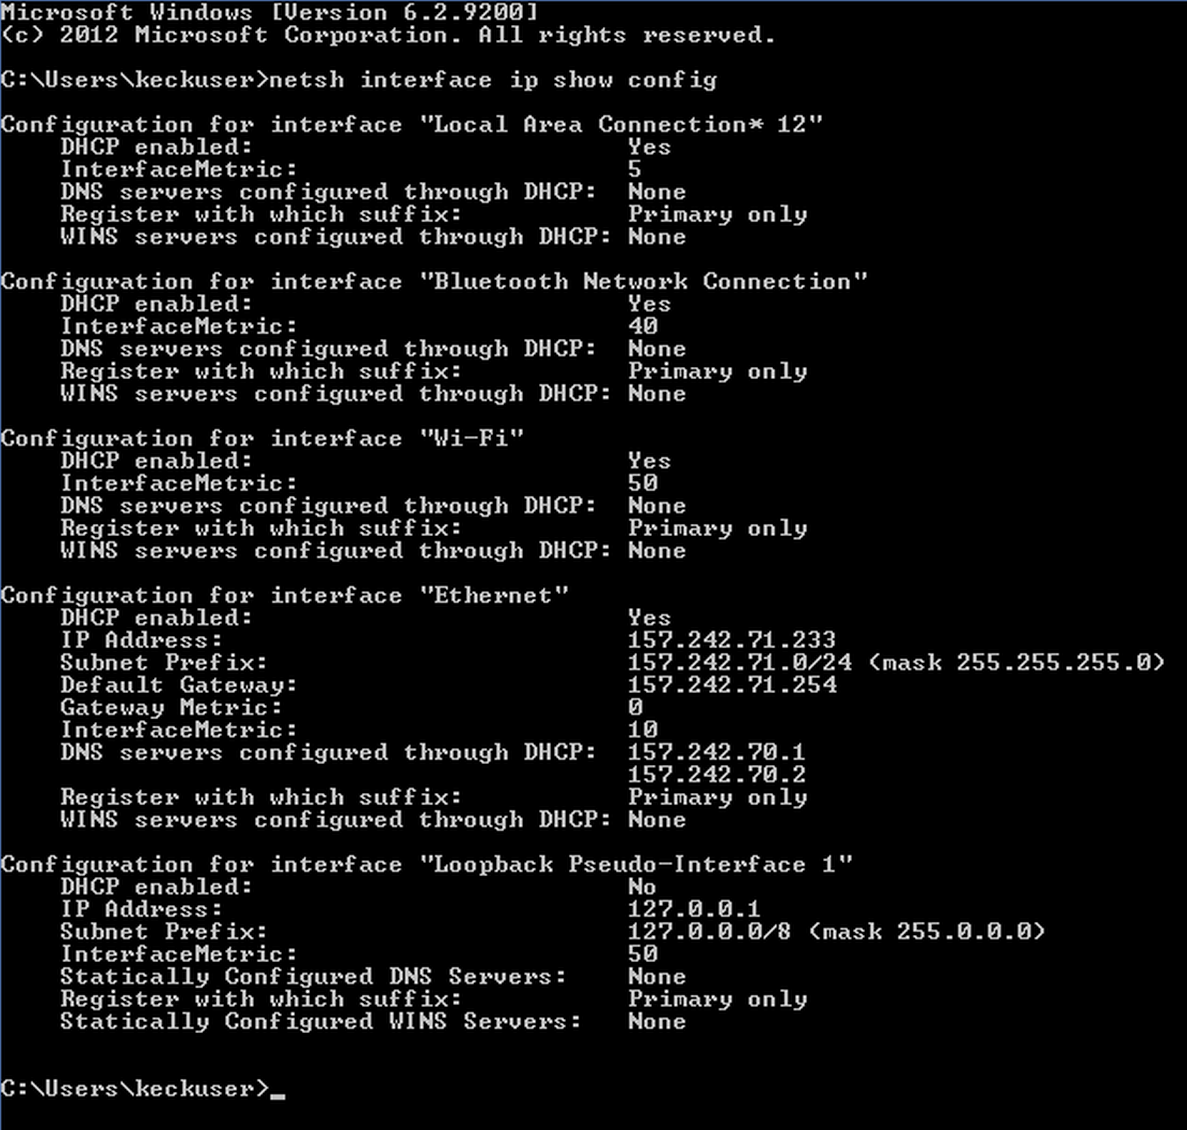 Microsoft Windows [Version 6.2.9200]
(c) 2012 Microsoft Corporation. All rights reserved.
C:\Users\keckuser>netsh interface ip show config
Configuration for interface "Local Area Connection* 12"
    DHCP enabled:                         Yes
    InterfaceMetric:                      5
    DNS servers configured through DHCP:  None
    Register with which suffix:           Primary only
    WINS servers configured through DHCP: None
Configuration for interface "Bluetooth Network Connection"
    DHCP enabled:                         Yes
    InterfaceMetric:                      40
    DNS servers configured through DHCP:  None
    Register with which suffix:           Primary only
    WINS servers configured through DHCP: None
Configuration for interface "Wi-Fi"
    DHCP enabled:                         Yes
    InterfaceMetric:                      50
    DNS servers configured through DHCP:  None
    Register with which suffix:           Primary only
    WINS servers configured through DHCP: None
Configuration for interface "Ethernet"
    DHCP enabled:                         Yes
    IP Address:                           157.242.71.233
    Subnet Prefix:                        157.242.71.0/24 (mask 255.255.255.0)
    Default Gateway:                      157.242.71.254
    Gateway Metric:                       0
    InterfaceMetric:                      10
    DNS servers configured through DHCP:  157.242.70.1
                                          157.242.70.2
    Register with which suffix:           Primary only
    WINS servers configured through DHCP: None
Configuration for interface "Loopback Pseudo-Interface 1"
    DHCP enabled:                         No
    IP Address:                           127.0.0.1
    Subnet Prefix:                        127.0.0.0/8 (mask 255.0.0.0)
    InterfaceMetric:                      50
    Statically Configured DNS Servers:    None
    Register with which suffix:           Primary only
    Statically Configured WINS Servers:   None
C:\Users\keckuser>_